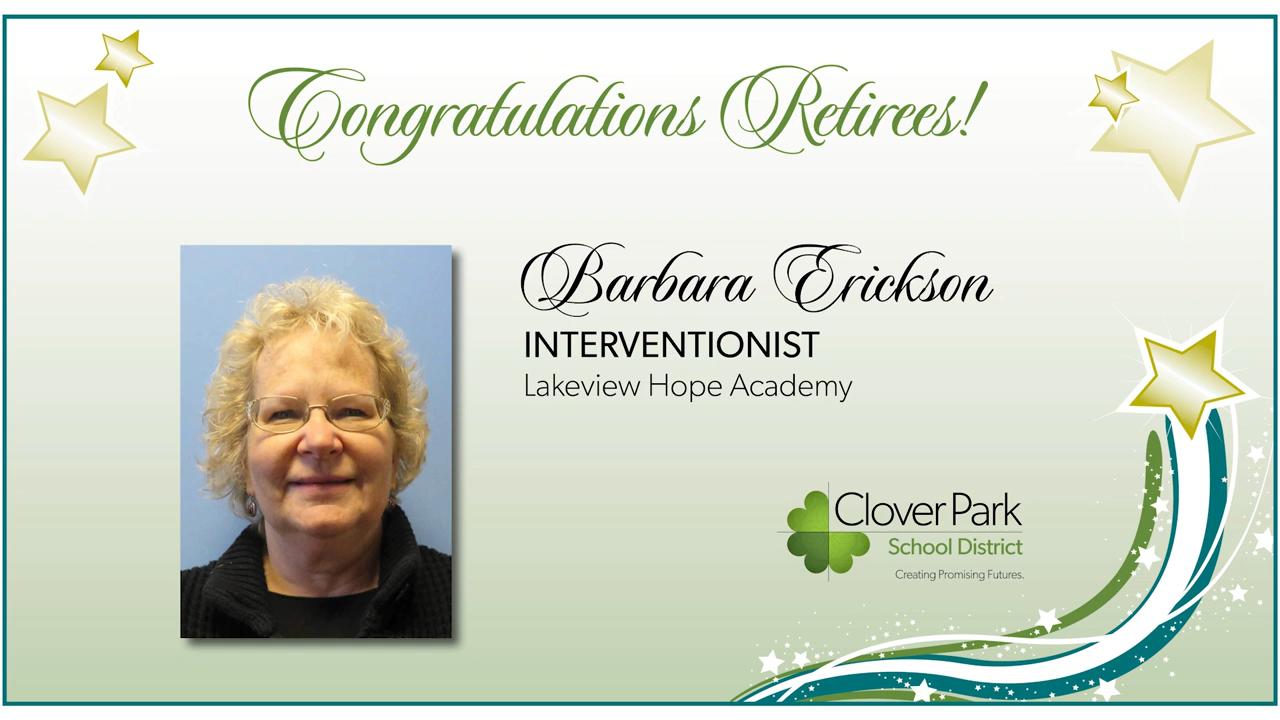 Congratulations Retirees!
Barbara Erickson
INTERVENTIONIST
Lakeview Hope Academy
Clover Park
School District
Creating Promising Futures.